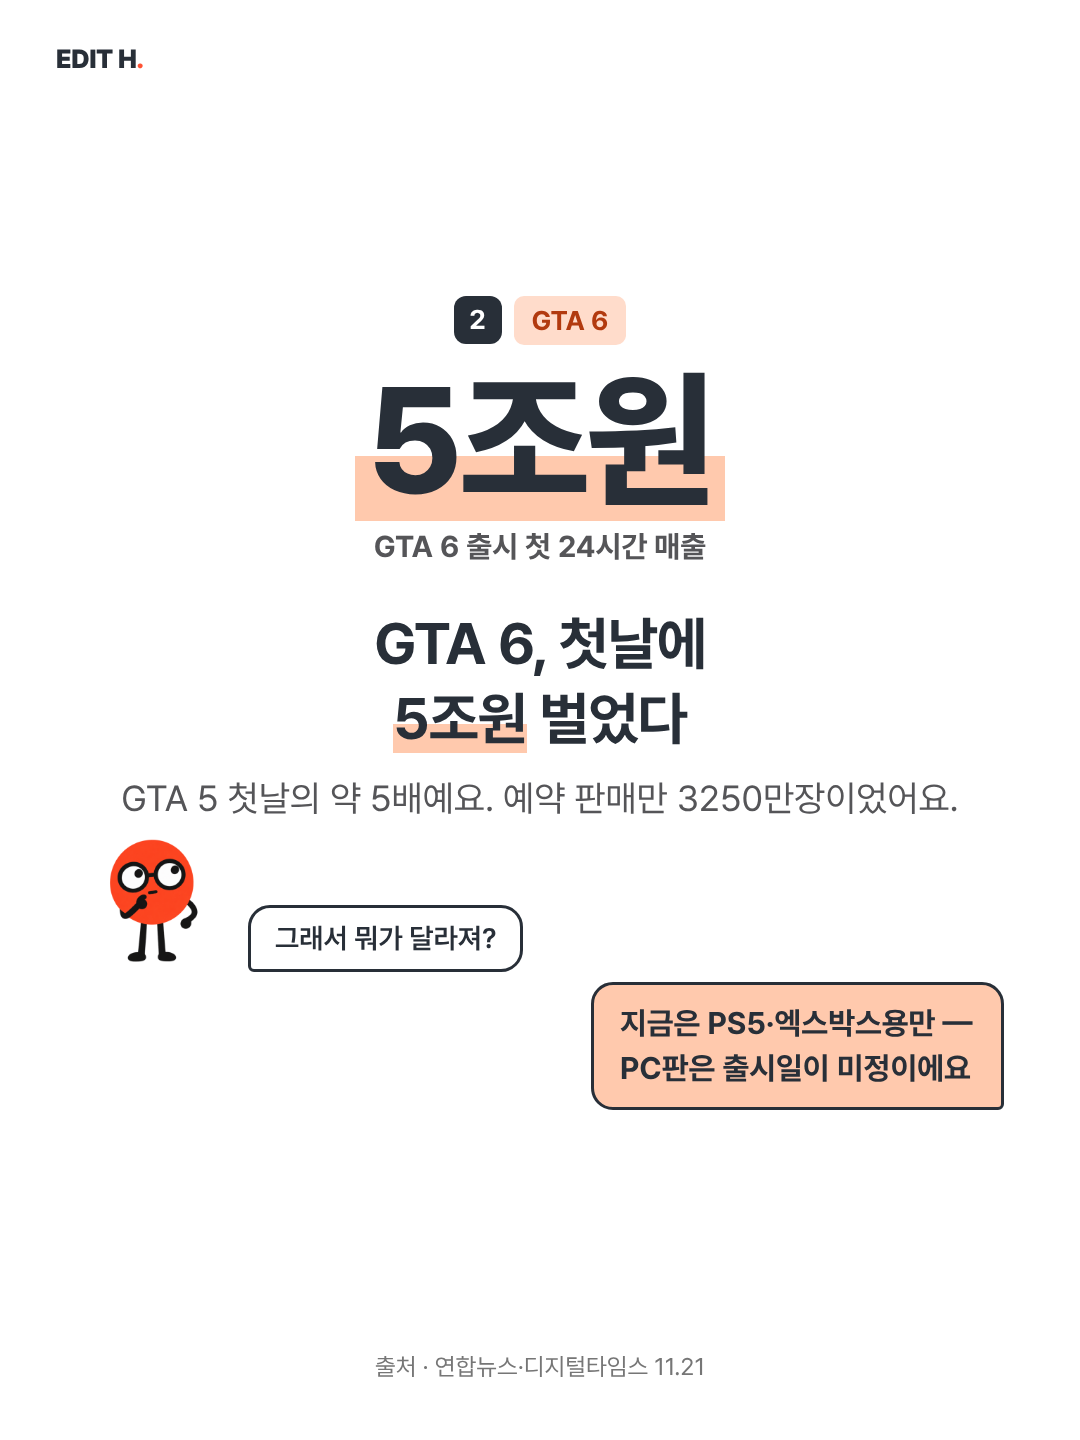 EDIT H.
2 GTA 6
5조원
GTA 6 출시 첫 24시간 매출
GTA 6, 첫날에
5조원 벌었다
GTA 5 첫날의 약 5배예요. 예약 판매만 3250만장이었어요.
그래서 뭐가 달라져?
지금은 PS5·엑스박스용만 —
PC판은 출시일이 미정이에요
출처 · 연합뉴스·디지털타임스 11.21